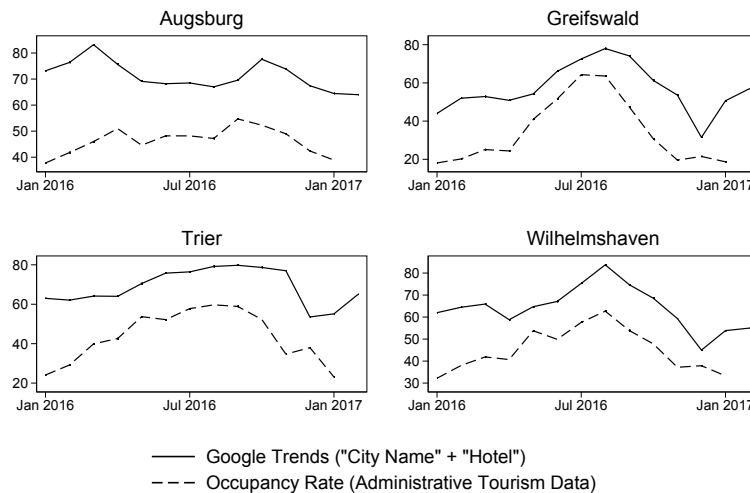 Augsburg
80
70
60
50
40
Jan 2016 Jul 2016 Jan 2017
Greifswald
80
60
40
20
Jan 2016 Jul 2016 Jan 2017
Trier
80
60
40
20
Jan 2016 Jul 2016 Jan 2017
Wilhelmshaven
80
70
60
50
40
30
Jan 2016 Jul 2016 Jan 2017
Google Trends ("City Name" + "Hotel")
Occupancy Rate (Administrative Tourism Data)